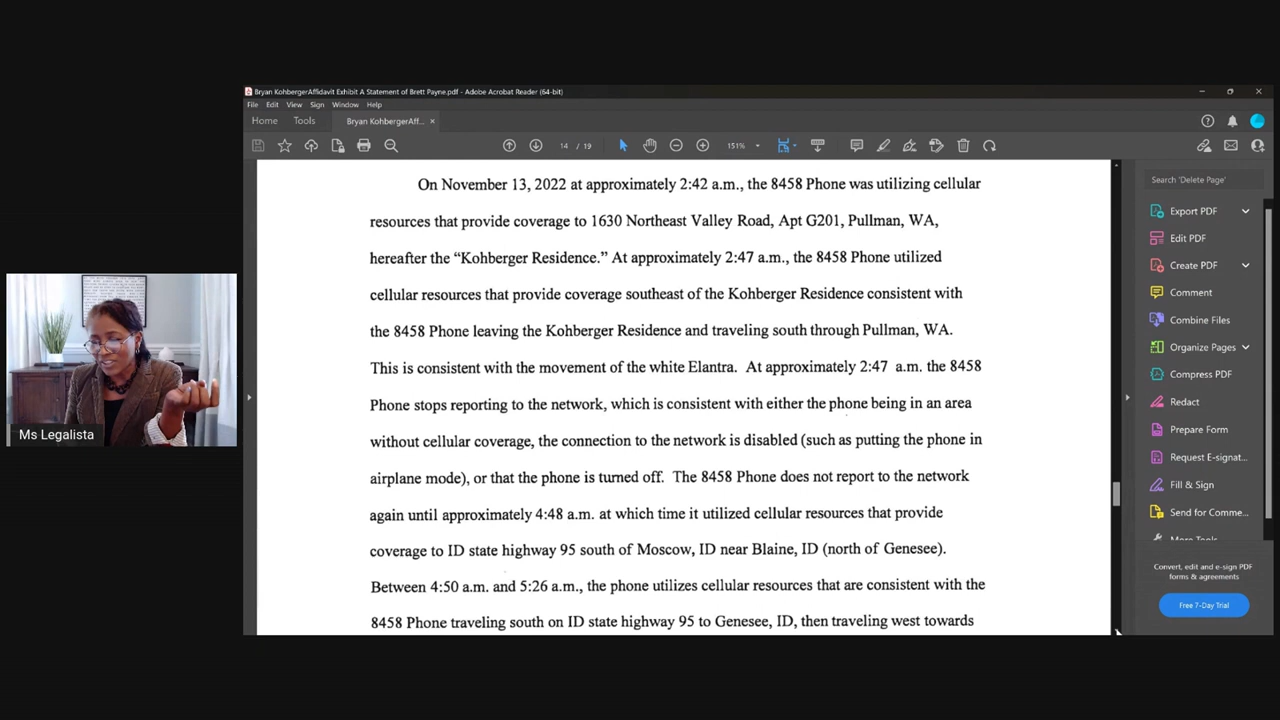 Bryan KohbergerAffidavit Exhibit A Statement of Brett Payne.pdf - Adobe Acrobat Reader (64-bit)
File Edit View Sign Window Help
Home Tools Bryan KohbergerAff... ×
14 / 19 151%
On November 13, 2022 at approximately 2:42 a.m., the 8458 Phone was utilizing cellular
resources that provide coverage to 1630 Northeast Valley Road, Apt G201, Pullman, WA,
hereafter the “Kohberger Residence.” At approximately 2:47 a.m., the 8458 Phone utilized
cellular resources that provide coverage southeast of the Kohberger Residence consistent with
the 8458 Phone leaving the Kohberger Residence and traveling south through Pullman, WA.
This is consistent with the movement of the white Elantra. At approximately 2:47 a.m. the 8458
Phone stops reporting to the network, which is consistent with either the phone being in an area
without cellular coverage, the connection to the network is disabled (such as putting the phone in
airplane mode), or that the phone is turned off. The 8458 Phone does not report to the network
again until approximately 4:48 a.m. at which time it utilized cellular resources that provide
coverage to ID state highway 95 south of Moscow, ID near Blaine, ID (north of Genesee).
Between 4:50 a.m. and 5:26 a.m., the phone utilizes cellular resources that are consistent with the
8458 Phone traveling south on ID state highway 95 to Genesee, ID, then traveling west towards
Search 'Delete Page'
Export PDF
Edit PDF
Create PDF
Comment
Combine Files
Organize Pages
Compress PDF
Redact
Prepare Form
Request E-signat...
Fill & Sign
Send for Comme...
More Tools
Convert, edit and e-sign PDF
forms & agreements
Free 7-Day Trial
Ms Legalista